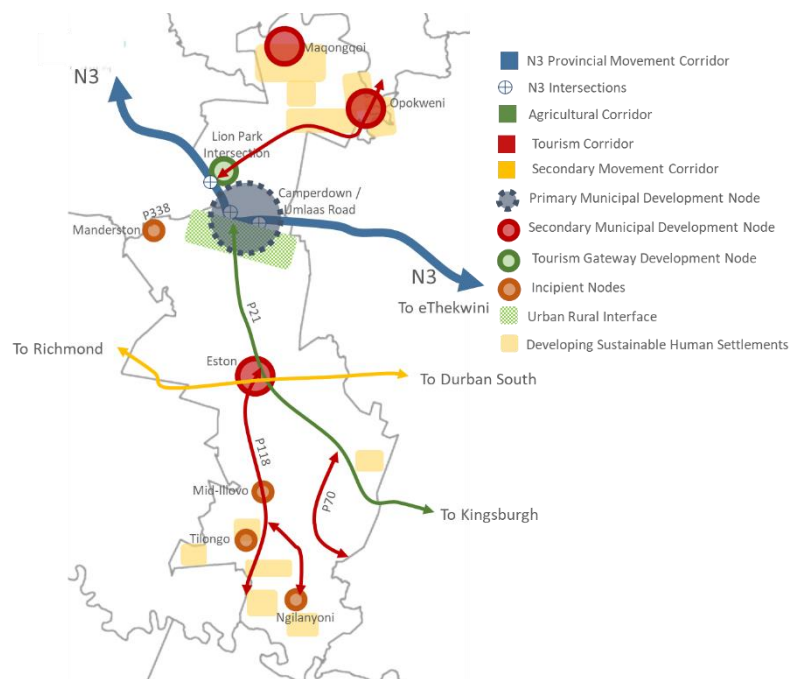 Maqongqoi
N3
Opokweni
Lion Park
Intersection
Camperdown /
Umlaas Road
P338
Manderston
N3
To eThekwini
P21
To Richmond
Eston
To Durban South
P118
Mid-Illovo
P70
To Kingsburgh
Tilongo
Ngilanyoni
N3 Provincial Movement Corridor
N3 Intersections
Agricultural Corridor
Tourism Corridor
Secondary Movement Corridor
Primary Municipal Development Node
Secondary Municipal Development Node
Tourism Gateway Development Node
Incipient Nodes
Urban Rural Interface
Developing Sustainable Human Settlements